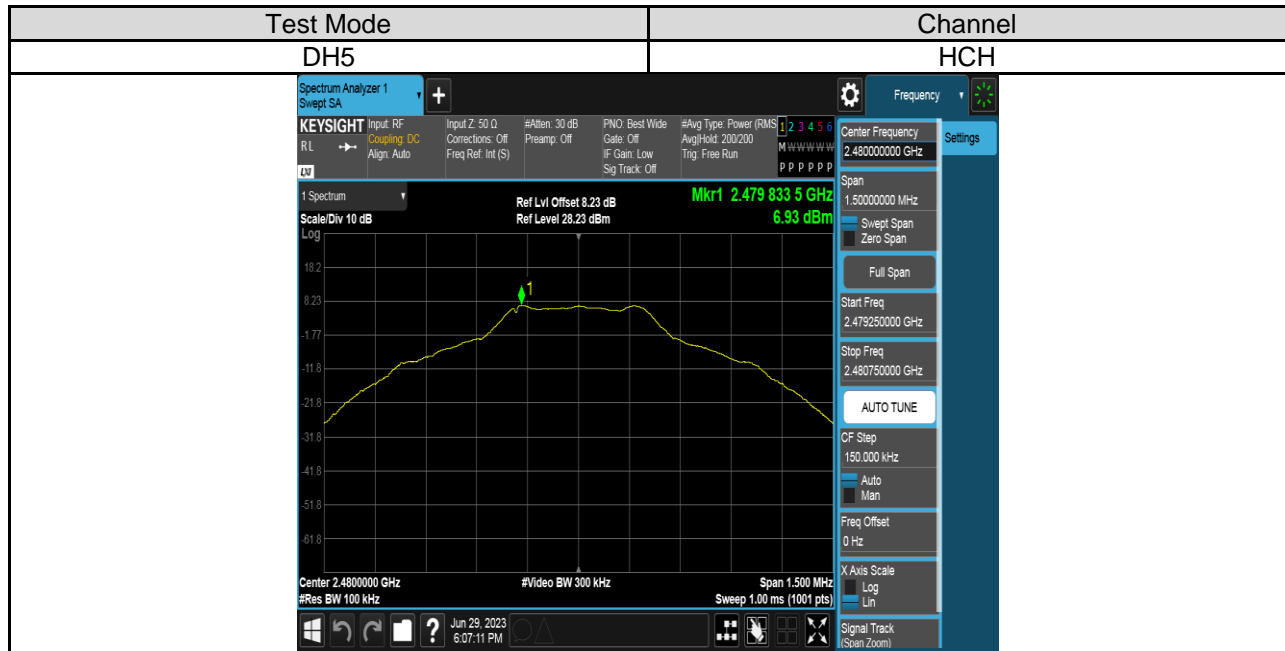 Test Mode Channel
DH5 HCH
Spectrum Analyzer 1
Swept SA
Frequency
KEYSIGHT
RL
LXI
Input: RF
Coupling: DC
Align: Auto
Input Z: 50 Ω
Corrections: Off
Freq Ref: Int (S)
#Atten: 30 dB
Preamp: Off
PNO: Best Wide
Gate: Off
IF Gain: Low
Sig Track: Off
#Avg Type: Power (RMS
Avg|Hold: 200/200
Trig: Free Run
1 2 3 4 5 6
M W W W W W
P P P P P P
1 Spectrum
Scale/Div 10 dB
Log
Ref Lvl Offset 8.23 dB
Ref Level 28.23 dBm
Mkr1 2.479 833 5 GHz
6.93 dBm
1
18.2
8.23
-1.77
-11.8
-21.8
-31.8
-41.8
-51.8
-61.8
Center 2.4800000 GHz
#Res BW 100 kHz
#Video BW 300 kHz
Span 1.500 MHz
Sweep 1.00 ms (1001 pts)
?
Jun 29, 2023
6:07:11 PM
Center Frequency
2.480000000 GHz
Settings
Span
1.50000000 MHz
Swept Span
Zero Span
Full Span
Start Freq
2.479250000 GHz
Stop Freq
2.480750000 GHz
AUTO TUNE
CF Step
150.000 kHz
Auto
Man
Freq Offset
0 Hz
X Axis Scale
Log
Lin
Signal Track
(Span Zoom)